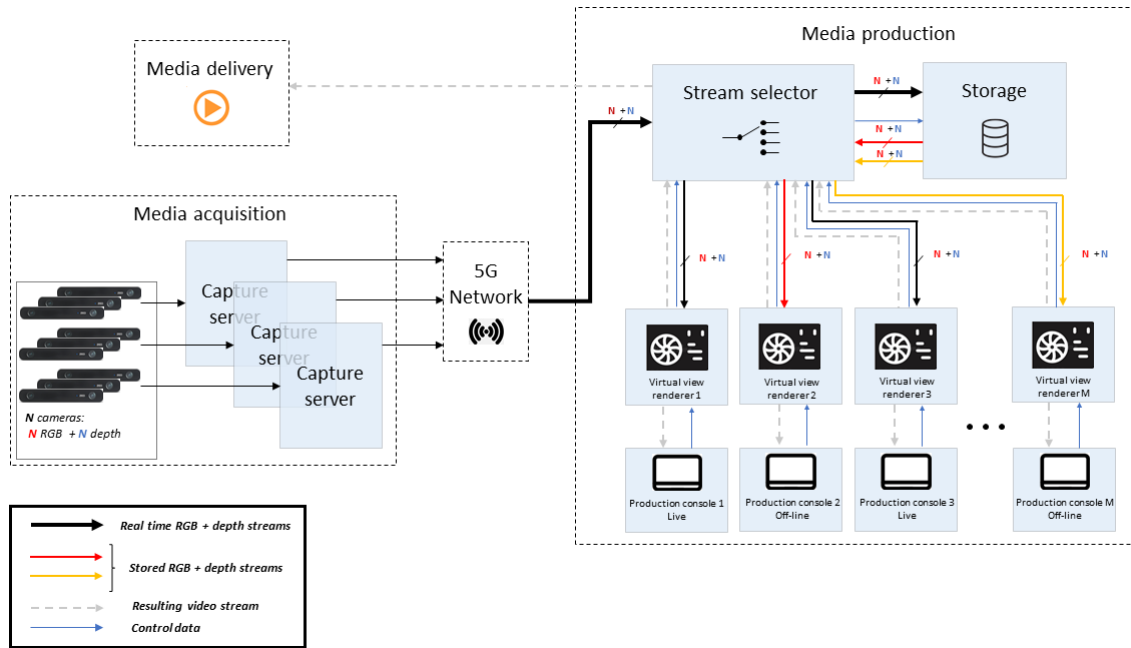 Media production
Media delivery
Stream selector
N + N
Storage
N + N
N + N
N + N
Media acquisition
Capture
server
Capture
server
Capture
server
N cameras:
N RGB + N depth
5G
Network
N + N
N + N
N + N
N + N
Virtual view
renderer 1
Virtual view
renderer 2
Virtual view
renderer 3
Virtual view
renderer M
Production console 1
Live
Production console 2
Off-line
Production console 3
Live
Production console M
Off-line
Real time RGB + depth streams
Stored RGB + depth streams
Resulting video stream
Control data